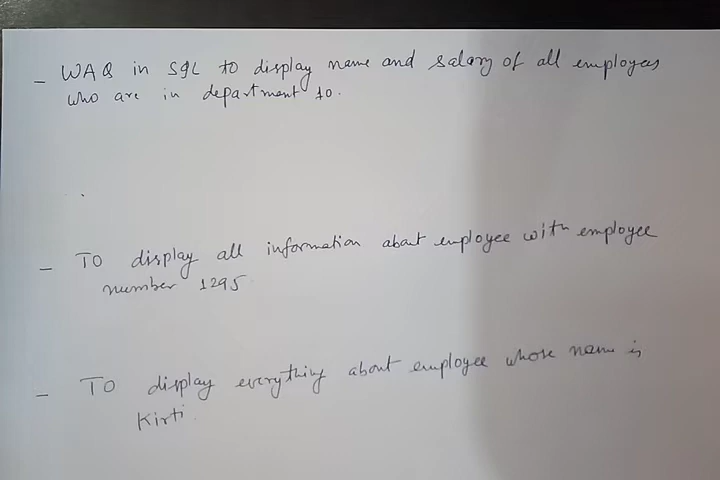 - WAQ in SQL to display name and salary of all employees
who are in department 10.
- TO display all information about employee with employee
number 1295.
- TO display everything about employee whose name is
Kirti.